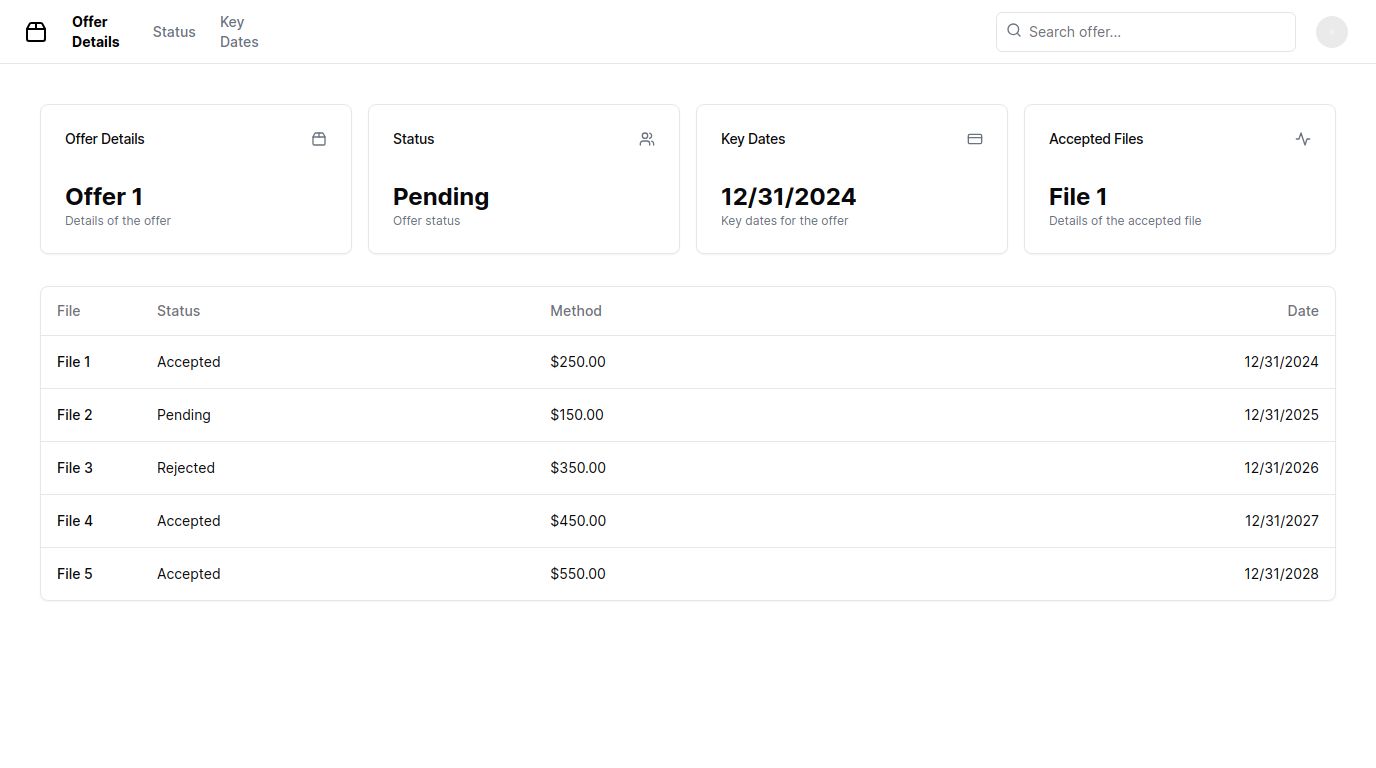 Offer
Details
Status
Key
Dates
Search offer...
Offer Details
Offer 1
Details of the offer
Status
Pending
Offer status
Key Dates
12/31/2024
Key dates for the offer
Accepted Files
File 1
Details of the accepted file
File Status Method Date
File 1 Accepted $250.00 12/31/2024
File 2 Pending $150.00 12/31/2025
File 3 Rejected $350.00 12/31/2026
File 4 Accepted $450.00 12/31/2027
File 5 Accepted $550.00 12/31/2028